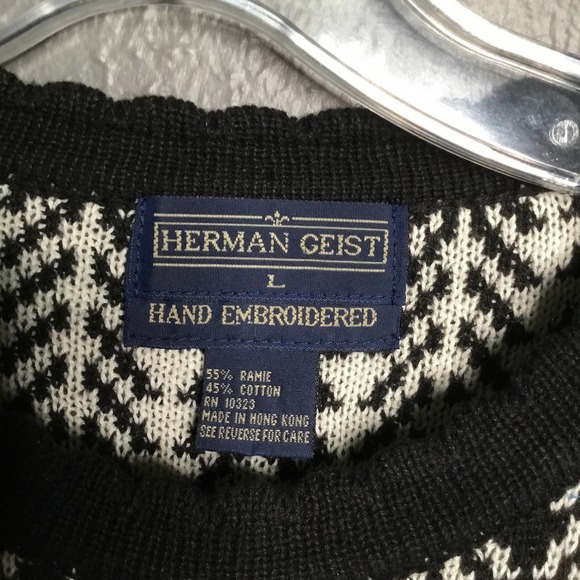 HERMAN GEIST
L
HAND EMBROIDERED
55% RAMIE
45% COTTON
RN 10323
MADE IN HONG KONG
SEE REVERSE FOR CARE